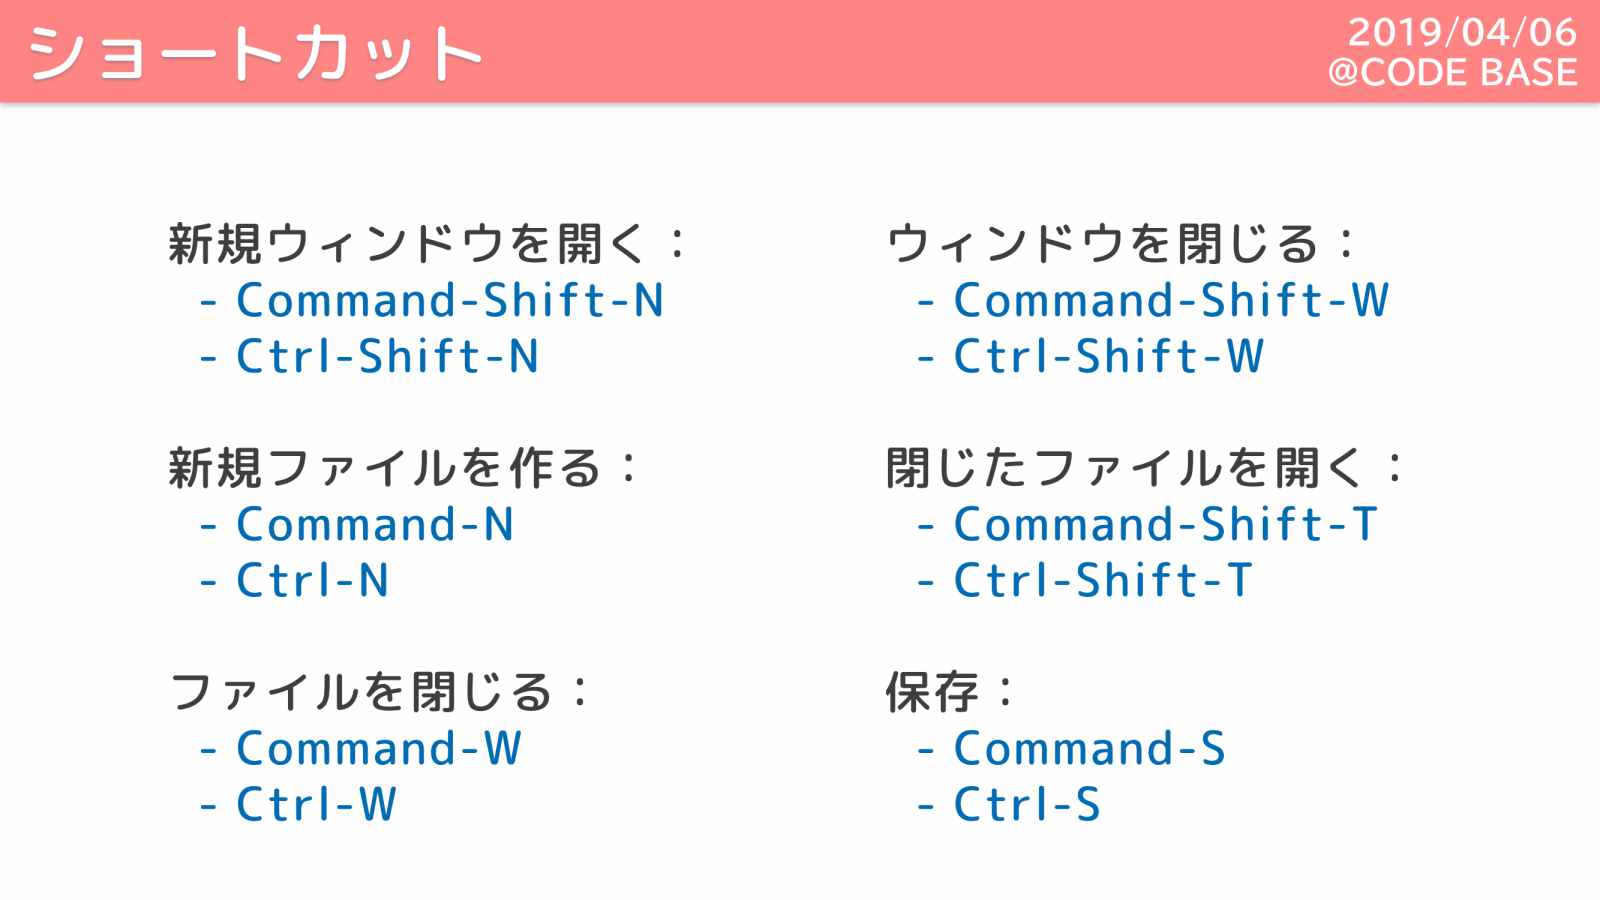 ショートカット
2019/04/06
@CODE BASE
新規ウィンドウを開く：
- Command-Shift-N
- Ctrl-Shift-N
新規ファイルを作る：
- Command-N
- Ctrl-N
ファイルを閉じる：
- Command-W
- Ctrl-W
ウィンドウを閉じる：
- Command-Shift-W
- Ctrl-Shift-W
閉じたファイルを開く：
- Command-Shift-T
- Ctrl-Shift-T
保存：
- Command-S
- Ctrl-S